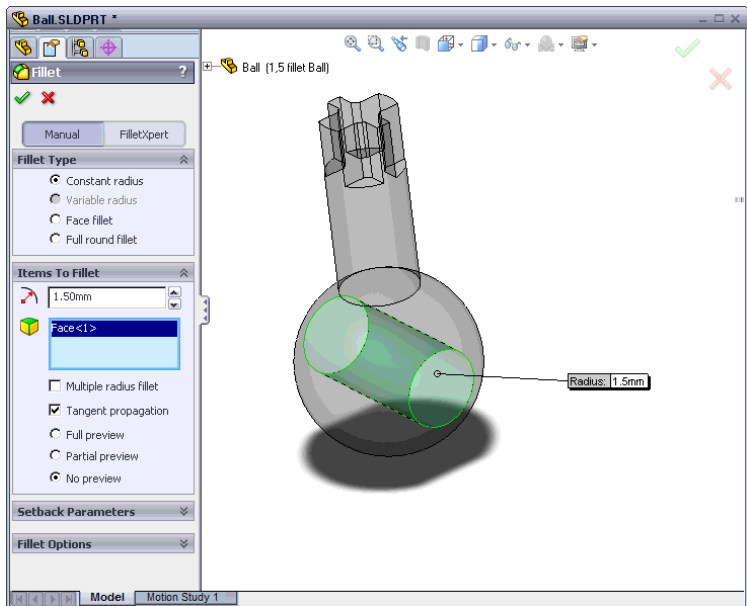 Ball.SLDPRT *
Fillet ?
Manual FilletXpert
Fillet Type
Constant radius
Variable radius
Face fillet
Full round fillet
Items To Fillet
1.50mm
Face<1>
Multiple radius fillet
Tangent propagation
Full preview
Partial preview
No preview
Setback Parameters
Fillet Options
Ball (1,5 fillet Ball)
Radius: 1.5mm
Model Motion Study 1